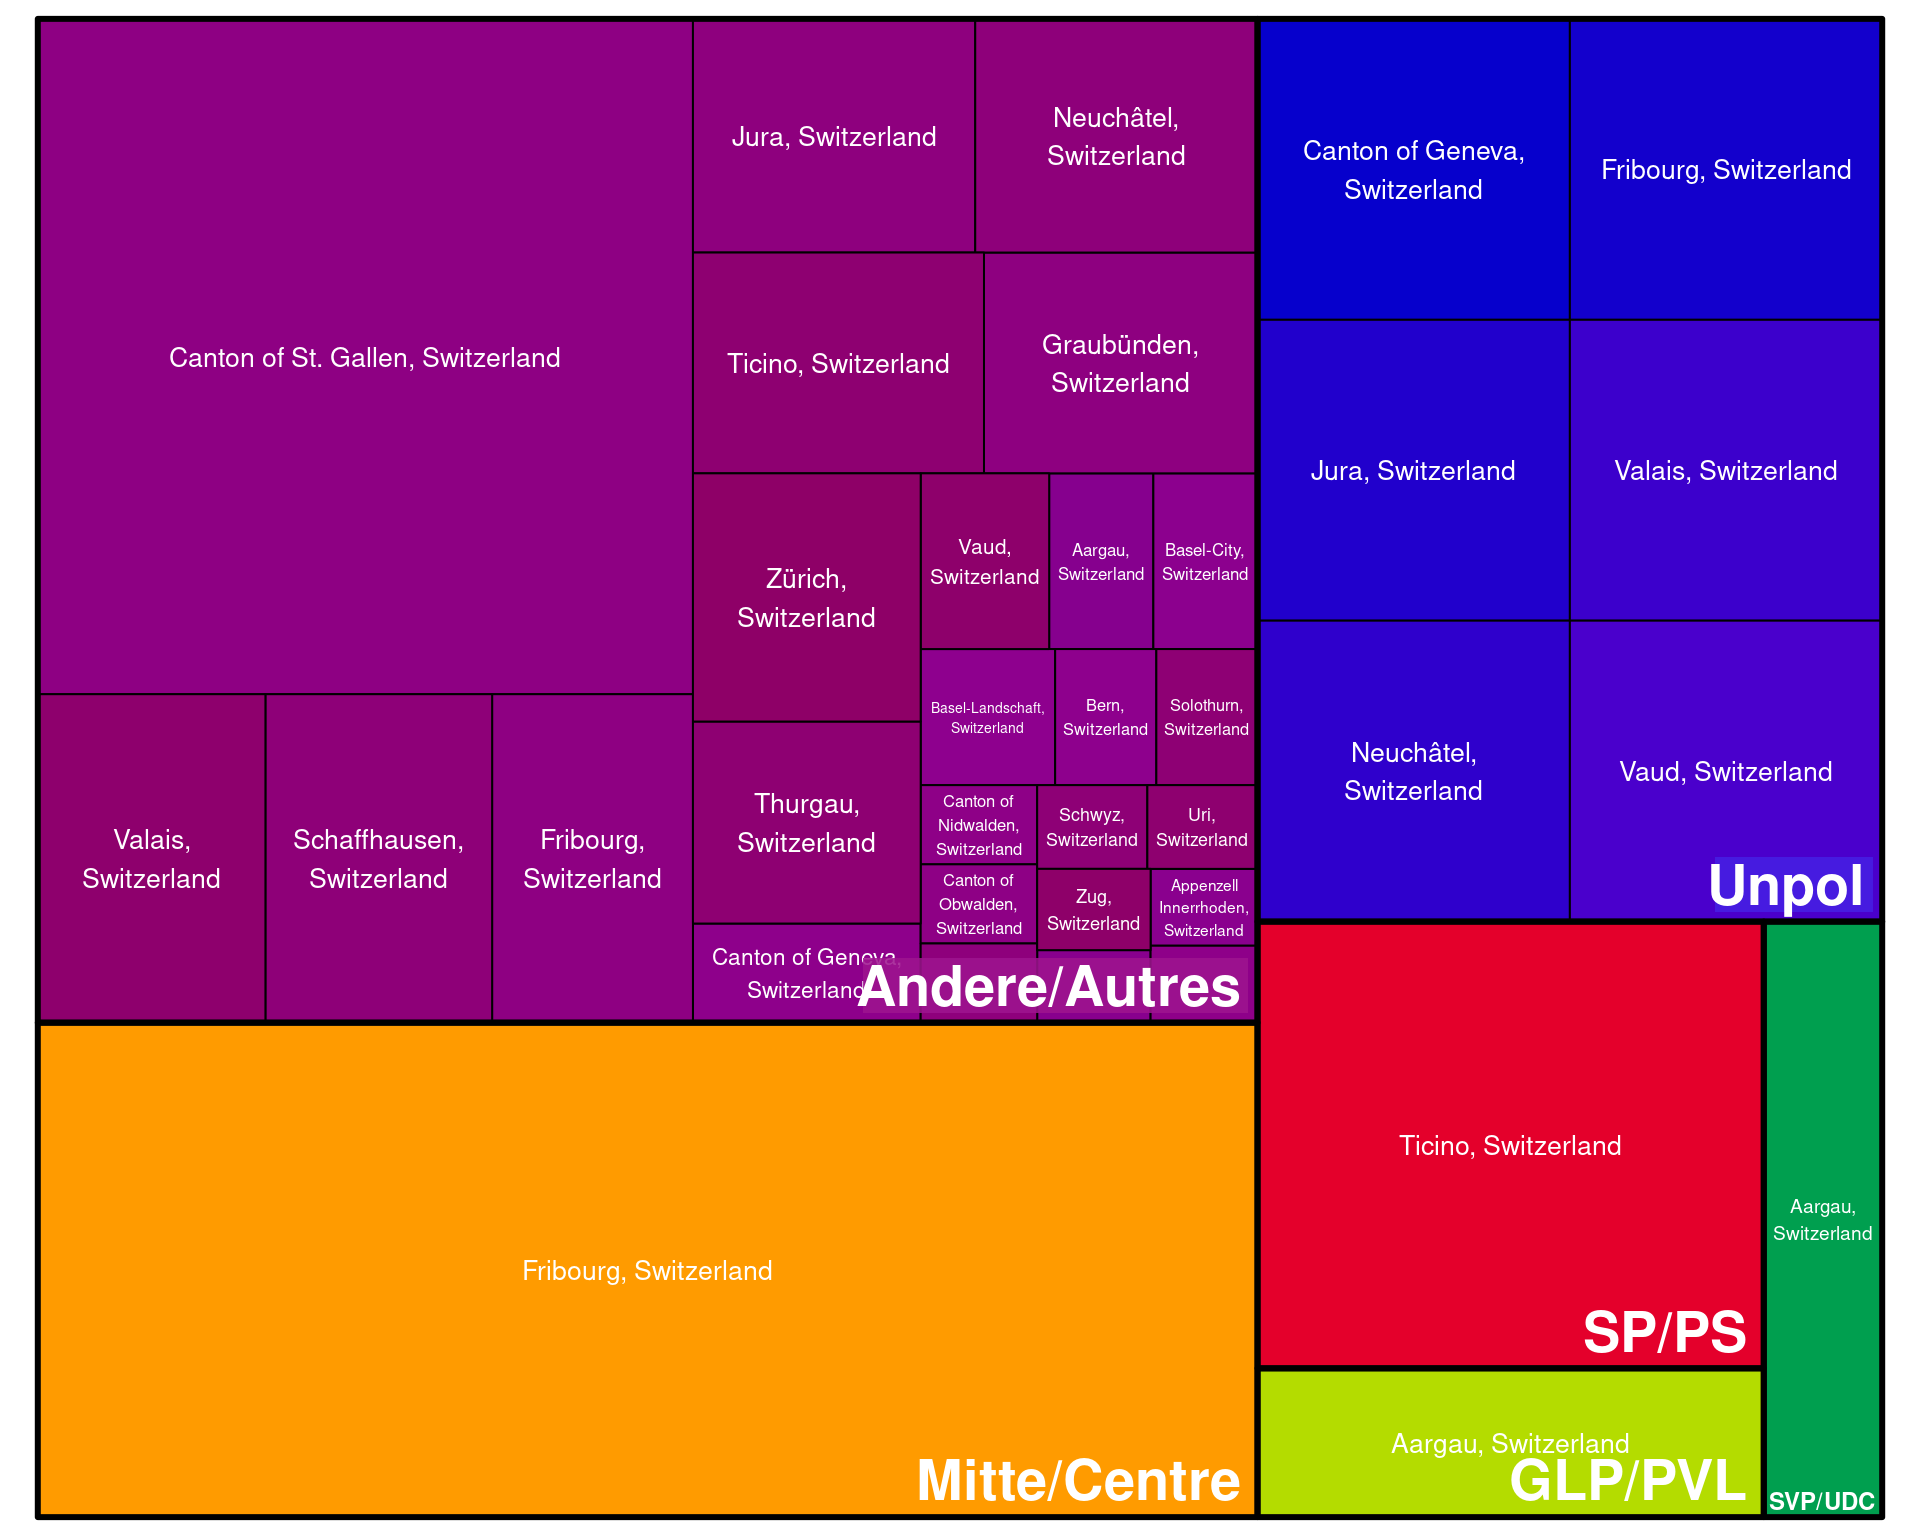 Canton of St. Gallen, Switzerland
Jura, Switzerland
Neuchâtel,
Switzerland
Ticino, Switzerland
Graubünden,
Switzerland
Zürich,
Switzerland
Vaud,
Switzerland
Aargau,
Switzerland
Basel-City,
Switzerland
Basel-Landschaft,
Switzerland
Bern,
Switzerland
Solothurn,
Switzerland
Valais,
Switzerland
Schaffhausen,
Switzerland
Fribourg,
Switzerland
Thurgau,
Switzerland
Canton of
Nidwalden,
Switzerland
Schwyz,
Switzerland
Uri,
Switzerland
Canton of
Obwalden,
Switzerland
Zug,
Switzerland
Appenzell
Innerrhoden,
Switzerland
Canton of Geneva,
Switzerland
Andere/Autres
Canton of Geneva,
Switzerland
Fribourg, Switzerland
Jura, Switzerland
Valais, Switzerland
Neuchâtel,
Switzerland
Vaud, Switzerland
Unpol
Fribourg, Switzerland
Mitte/Centre
Ticino, Switzerland
SP/PS
Aargau, Switzerland
GLP/PVL
Aargau,
Switzerland
SVP/UDC